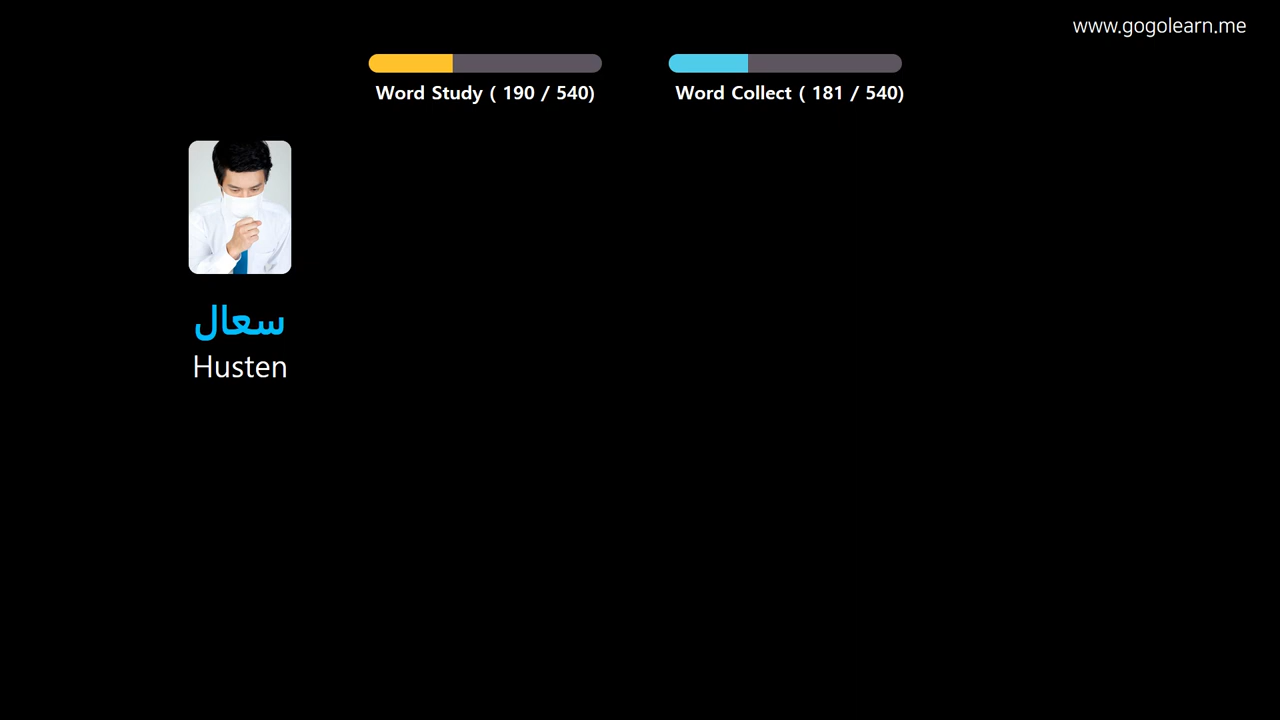 www.gogolearn.me
Word Study ( 190 / 540)
Word Collect ( 181 / 540)
سعال
Husten